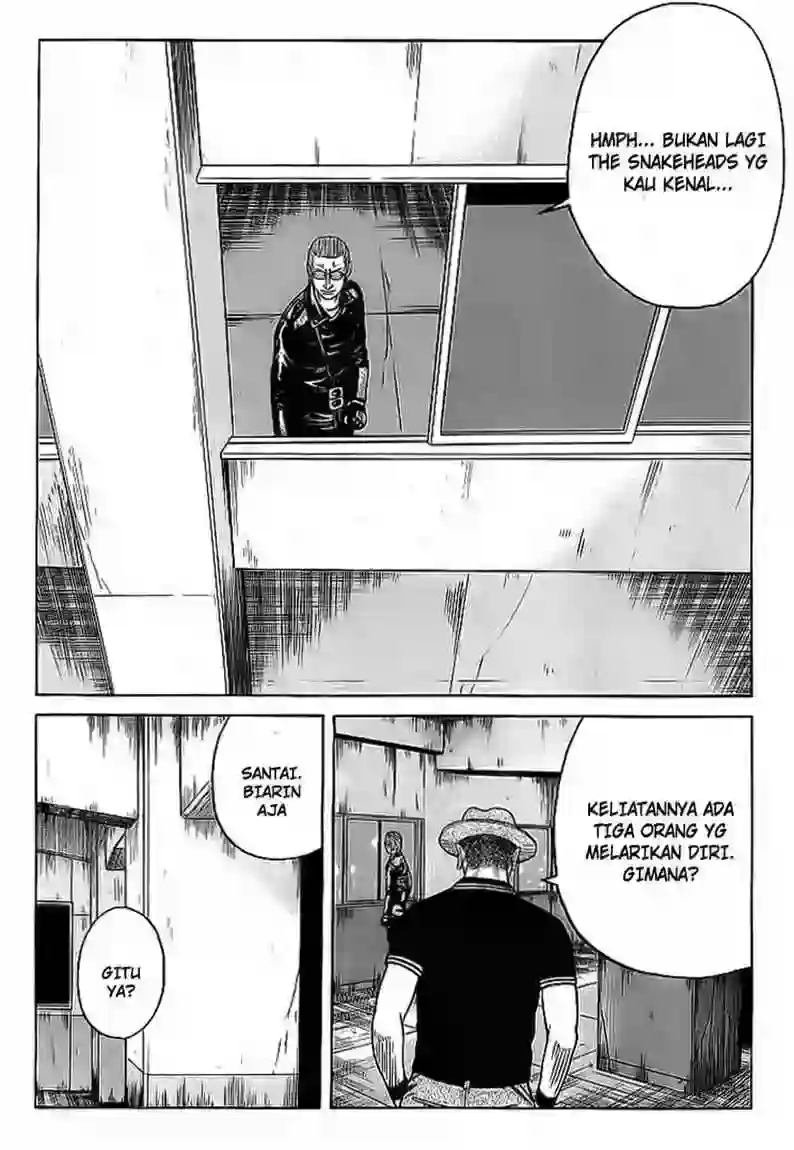 HMPH... BUKAN LAGI
THE SNAKEHEADS YG
KAU KENAL...
KELIATANNYA ADA
TIGA ORANG YG
MELARIKAN DIRI.
GIMANA?
SANTAI.
BIARIN
AJA
GITU
YA?